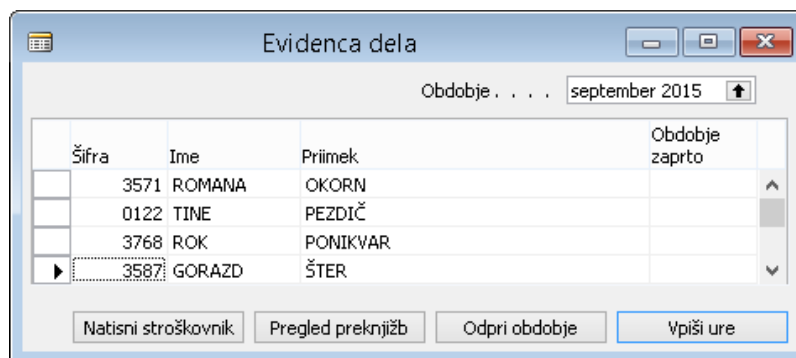 Evidenca dela
Obdobje . . . . september 2015
Šifra Ime Priimek Obdobje zaprto
3571 ROMANA OKORN
0122 TINE PEZDIČ
3768 ROK PONIKVAR
3587 GORAZD ŠTER
Natisni stroškovnik Pregled preknjižb Odpri obdobje Vpiši ure